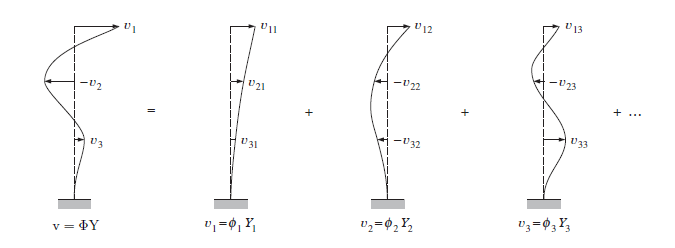 v₁ v₁₁ v₁₂ v₁₃
−v₂ v₂₁ −v₂₂ −v₂₃
= + + + ...
v₃ v₃₁ −v₃₂ v₃₃
v = ΦY v₁=ϕ₁ Y₁ v₂=ϕ₂ Y₂ v₃=ϕ₃ Y₃